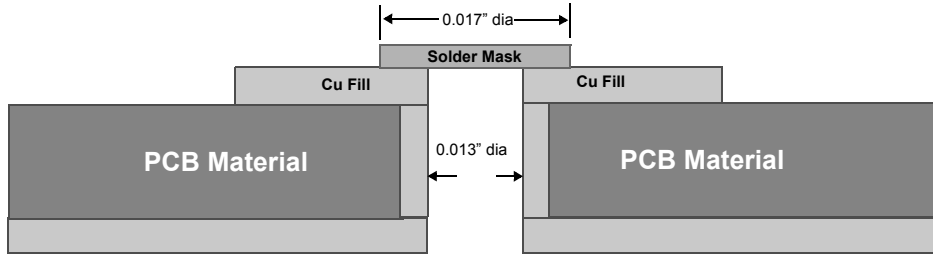 0.017” dia
Solder Mask
Cu Fill
Cu Fill
0.013” dia
PCB Material
PCB Material